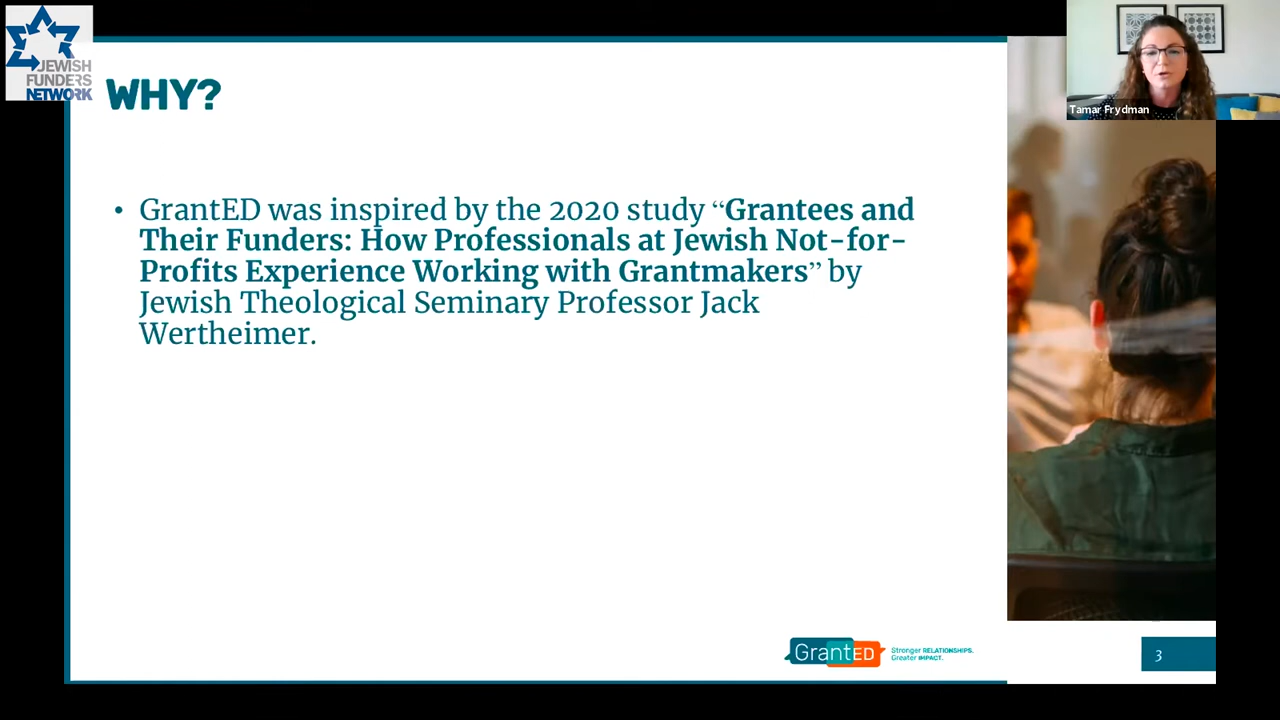 JEWISH
FUNDERS
NETWORK
WHY?
Tamar Frydman
• GrantED was inspired by the 2020 study “Grantees and
Their Funders: How Professionals at Jewish Not-for-
Profits Experience Working with Grantmakers” by
Jewish Theological Seminary Professor Jack
Wertheimer.
GrantED
Stronger RELATIONSHIPS.
Greater IMPACT.
3